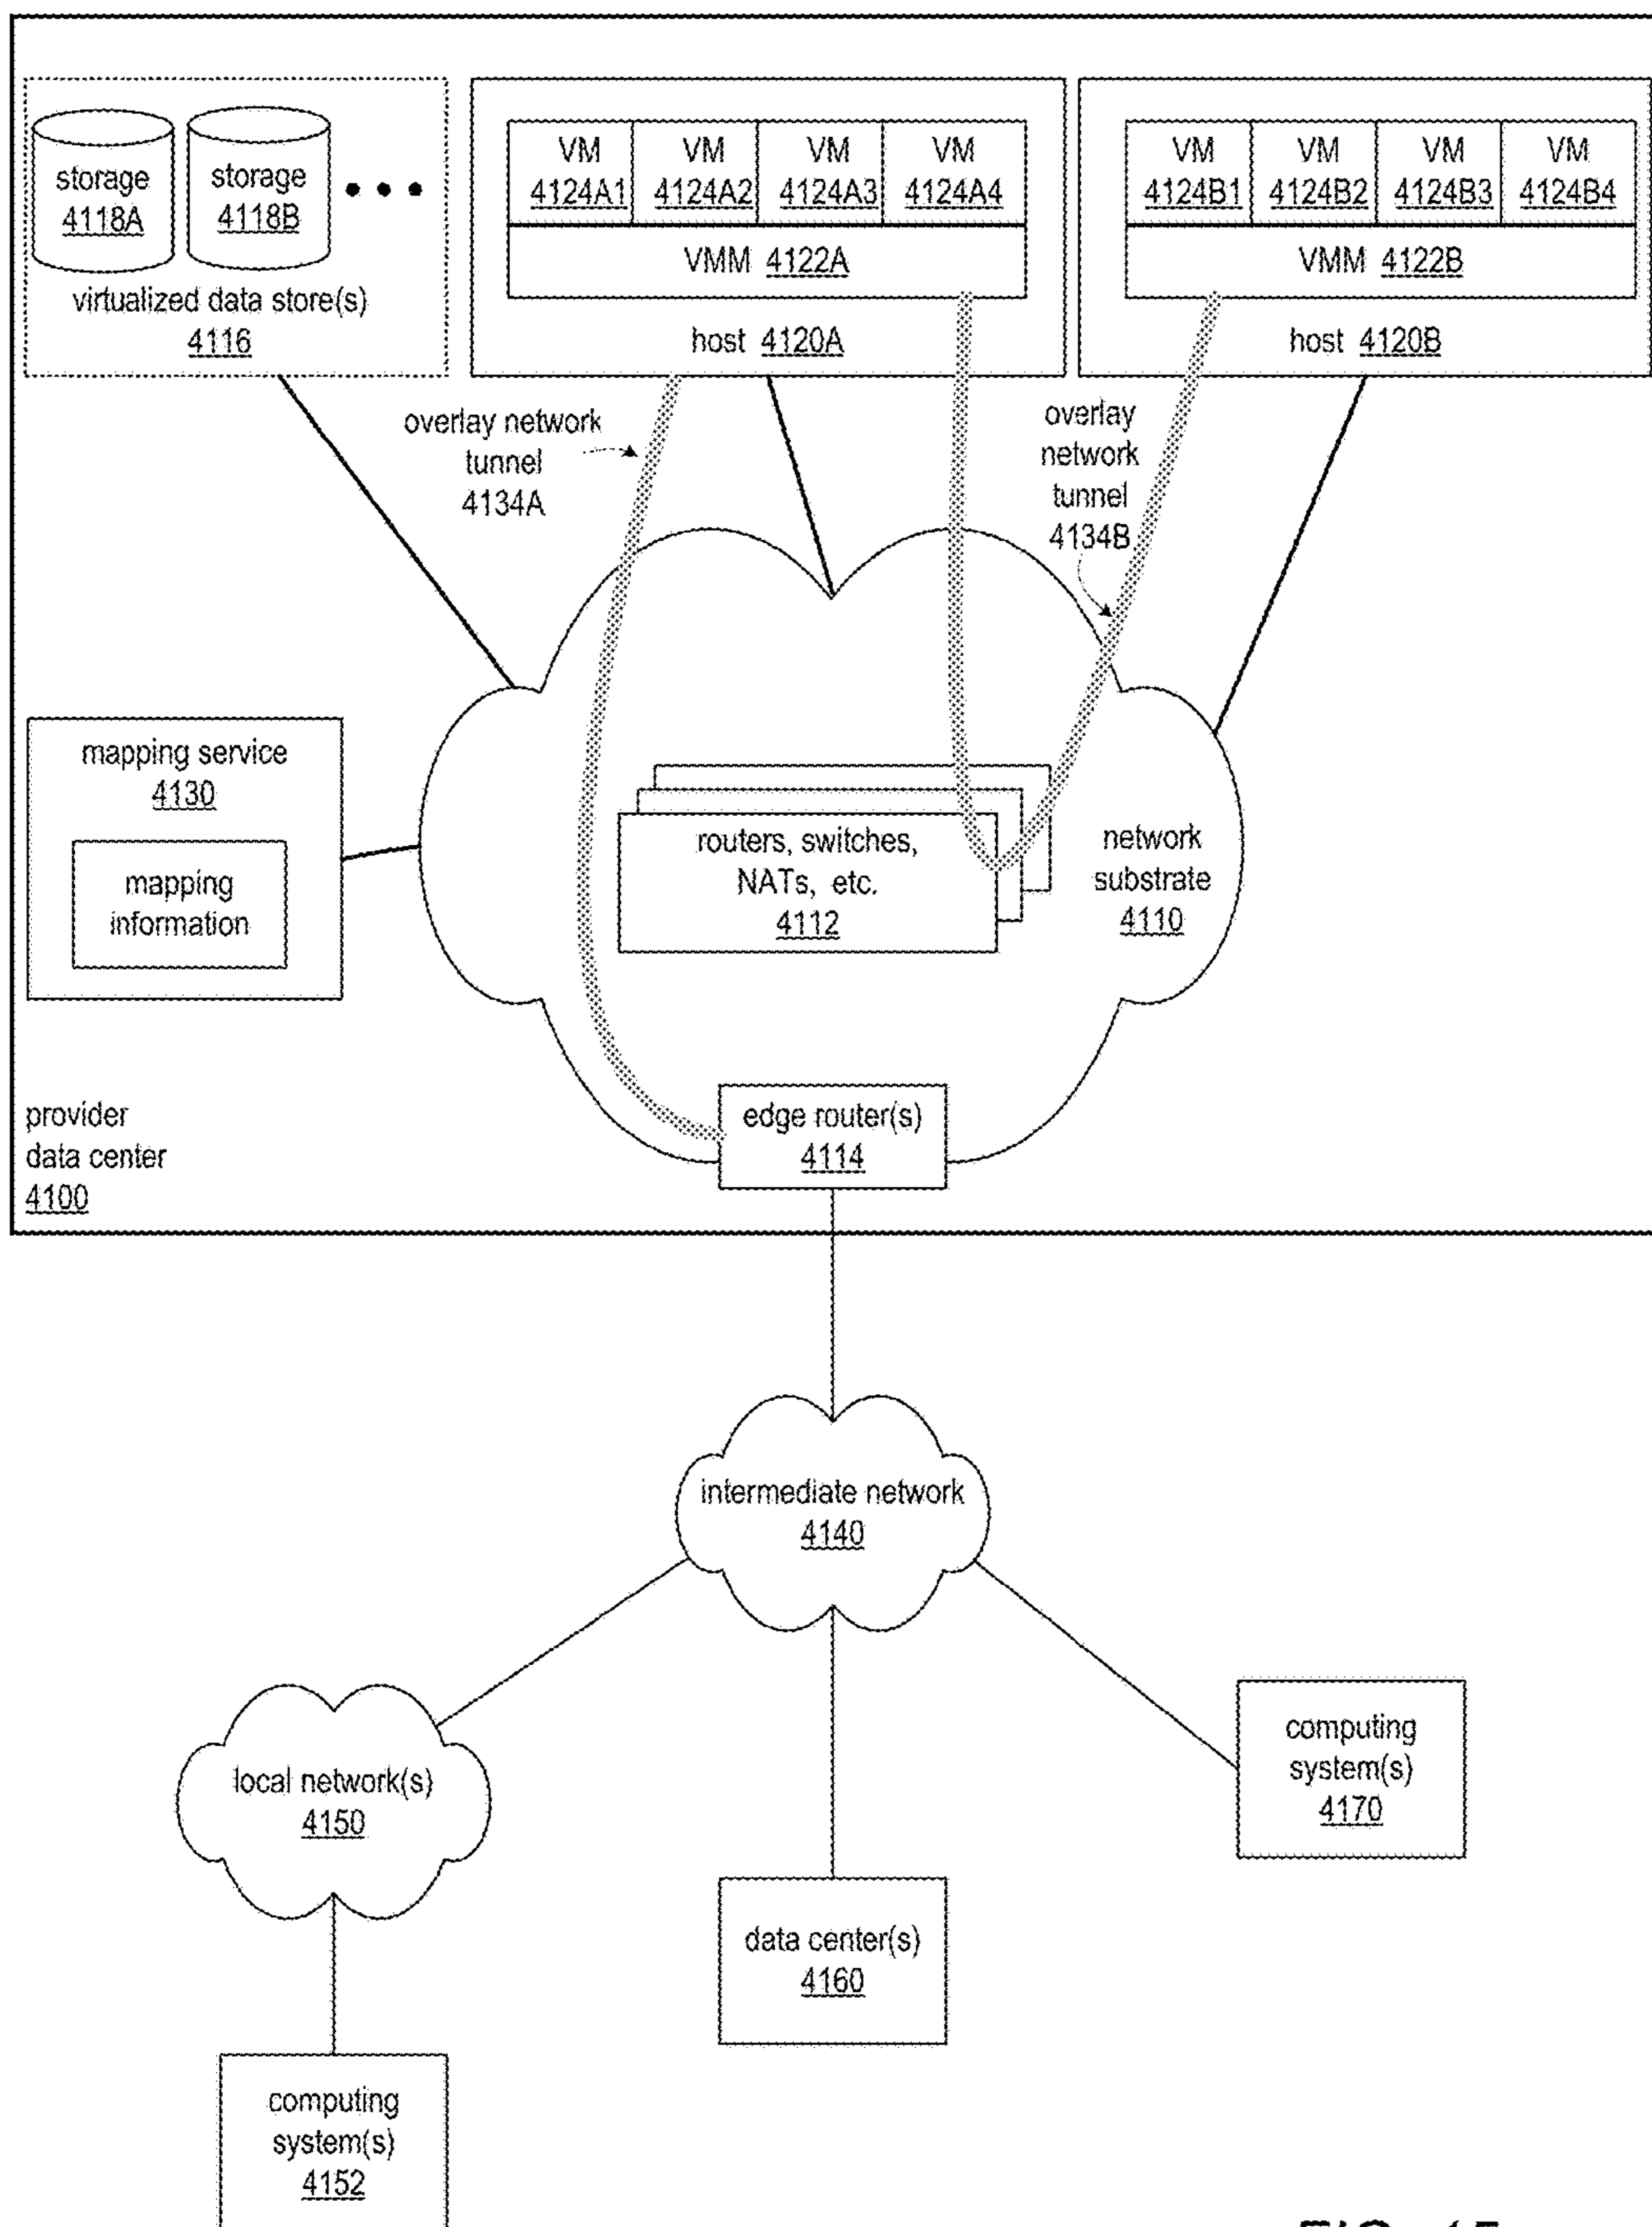 storage
4118A
storage
4118B
virtualized data store(s)
4116
VM
4124A1
VM
4124A2
VM
4124A3
VM
4124A4
VMM 4122A
host 4120A
VM
4124B1
VM
4124B2
VM
4124B3
VM
4124B4
VMM 4122B
host 4120B
overlay network
tunnel
4134A
overlay
network
tunnel
4134B
mapping service
4130
mapping
information
routers, switches,
NATs, etc.
4112
network
substrate
4110
edge router(s)
4114
provider
data center
4100
intermediate network
4140
local network(s)
4150
computing
system(s)
4170
data center(s)
4160
computing
system(s)
4152